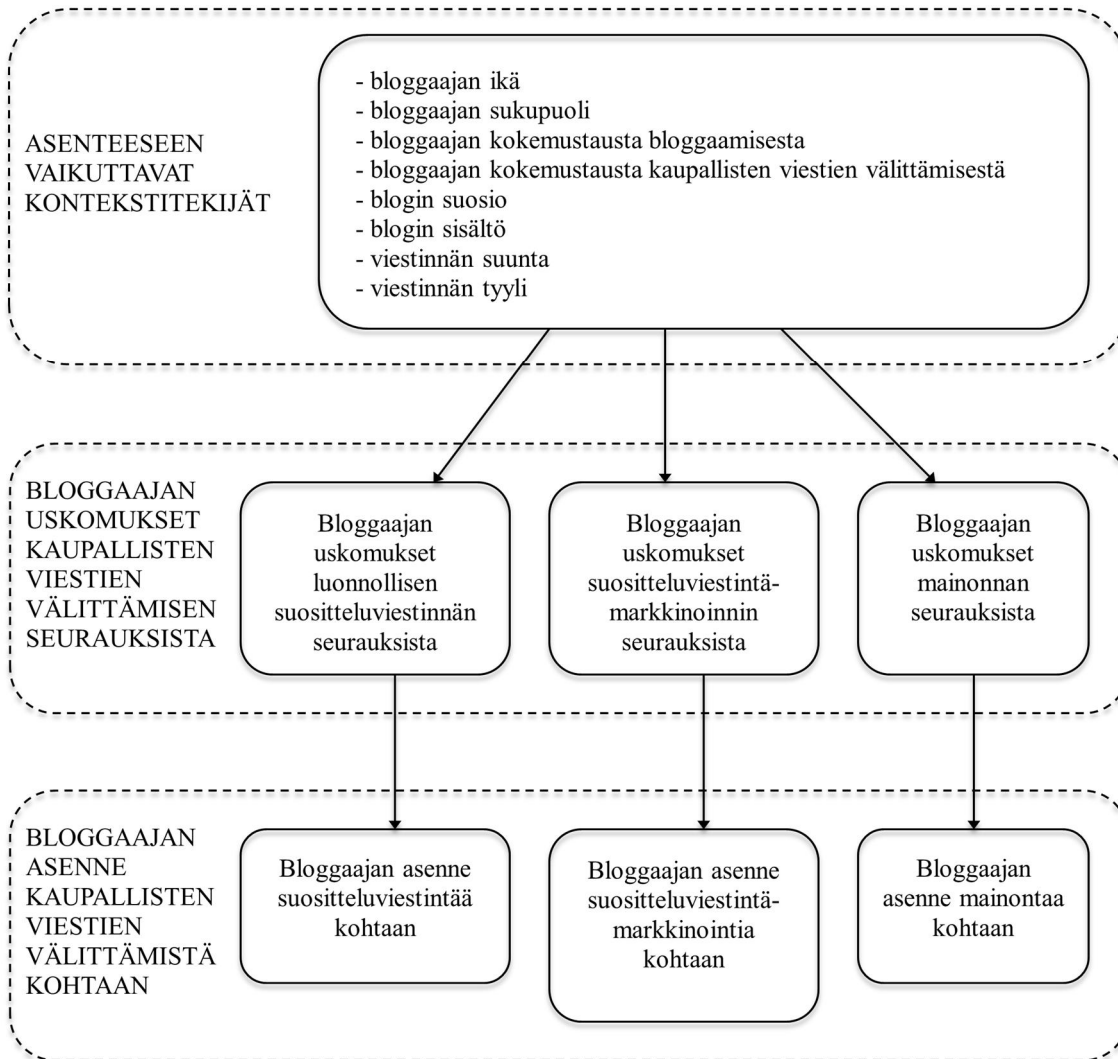 ASENTEESEEN
VAIKUTTAVAT
KONTEKSTITEKIJÄT
- bloggaajan ikä
- bloggaajan sukupuoli
- bloggaajan kokemustausta bloggaamisesta
- bloggaajan kokemustausta kaupallisten viestien välittämisestä
- blogin suosio
- blogin sisältö
- viestinnän suunta
- viestinnän tyyli
BLOGGAAJAN
USKOMUKSET
KAUPALLISTEN
VIESTIEN
VÄLITTÄMISEN
SEURAUKSISTA
Bloggaajan
uskomukset
luonnollisen
suositteluviestinnän
seurauksista
Bloggaajan
uskomukset
suositteluviestintä-
markkinoinnin
seurauksista
Bloggaajan
uskomukset
mainonnan
seurauksista
BLOGGAAJAN
ASENNE
KAUPALLISTEN
VIESTIEN
VÄLITTÄMISTÄ
KOHTAAN
Bloggaajan asenne
suositteluviestintää
kohtaan
Bloggaajan asenne
suositteluviestintä-
markkinointia
kohtaan
Bloggaajan
asenne mainontaa
kohtaan